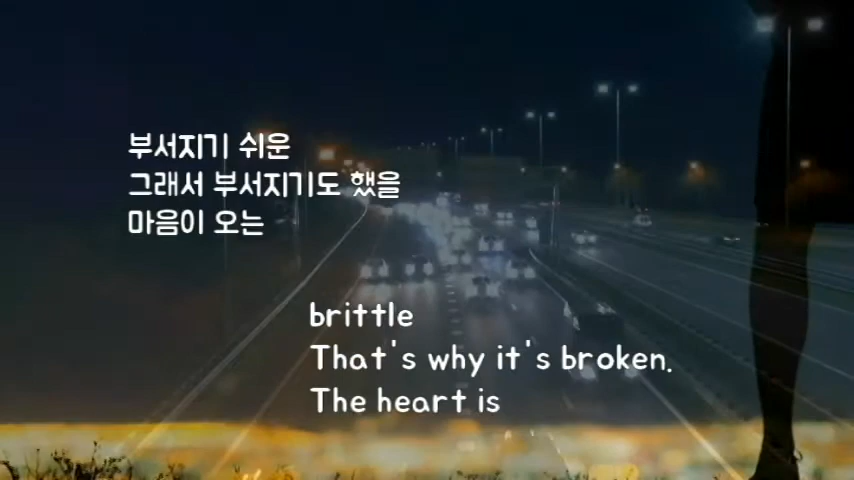 부서지기 쉬운
그래서 부서지기도 했을
마음이 오는
brittle
That's why it's broken.
The heart is